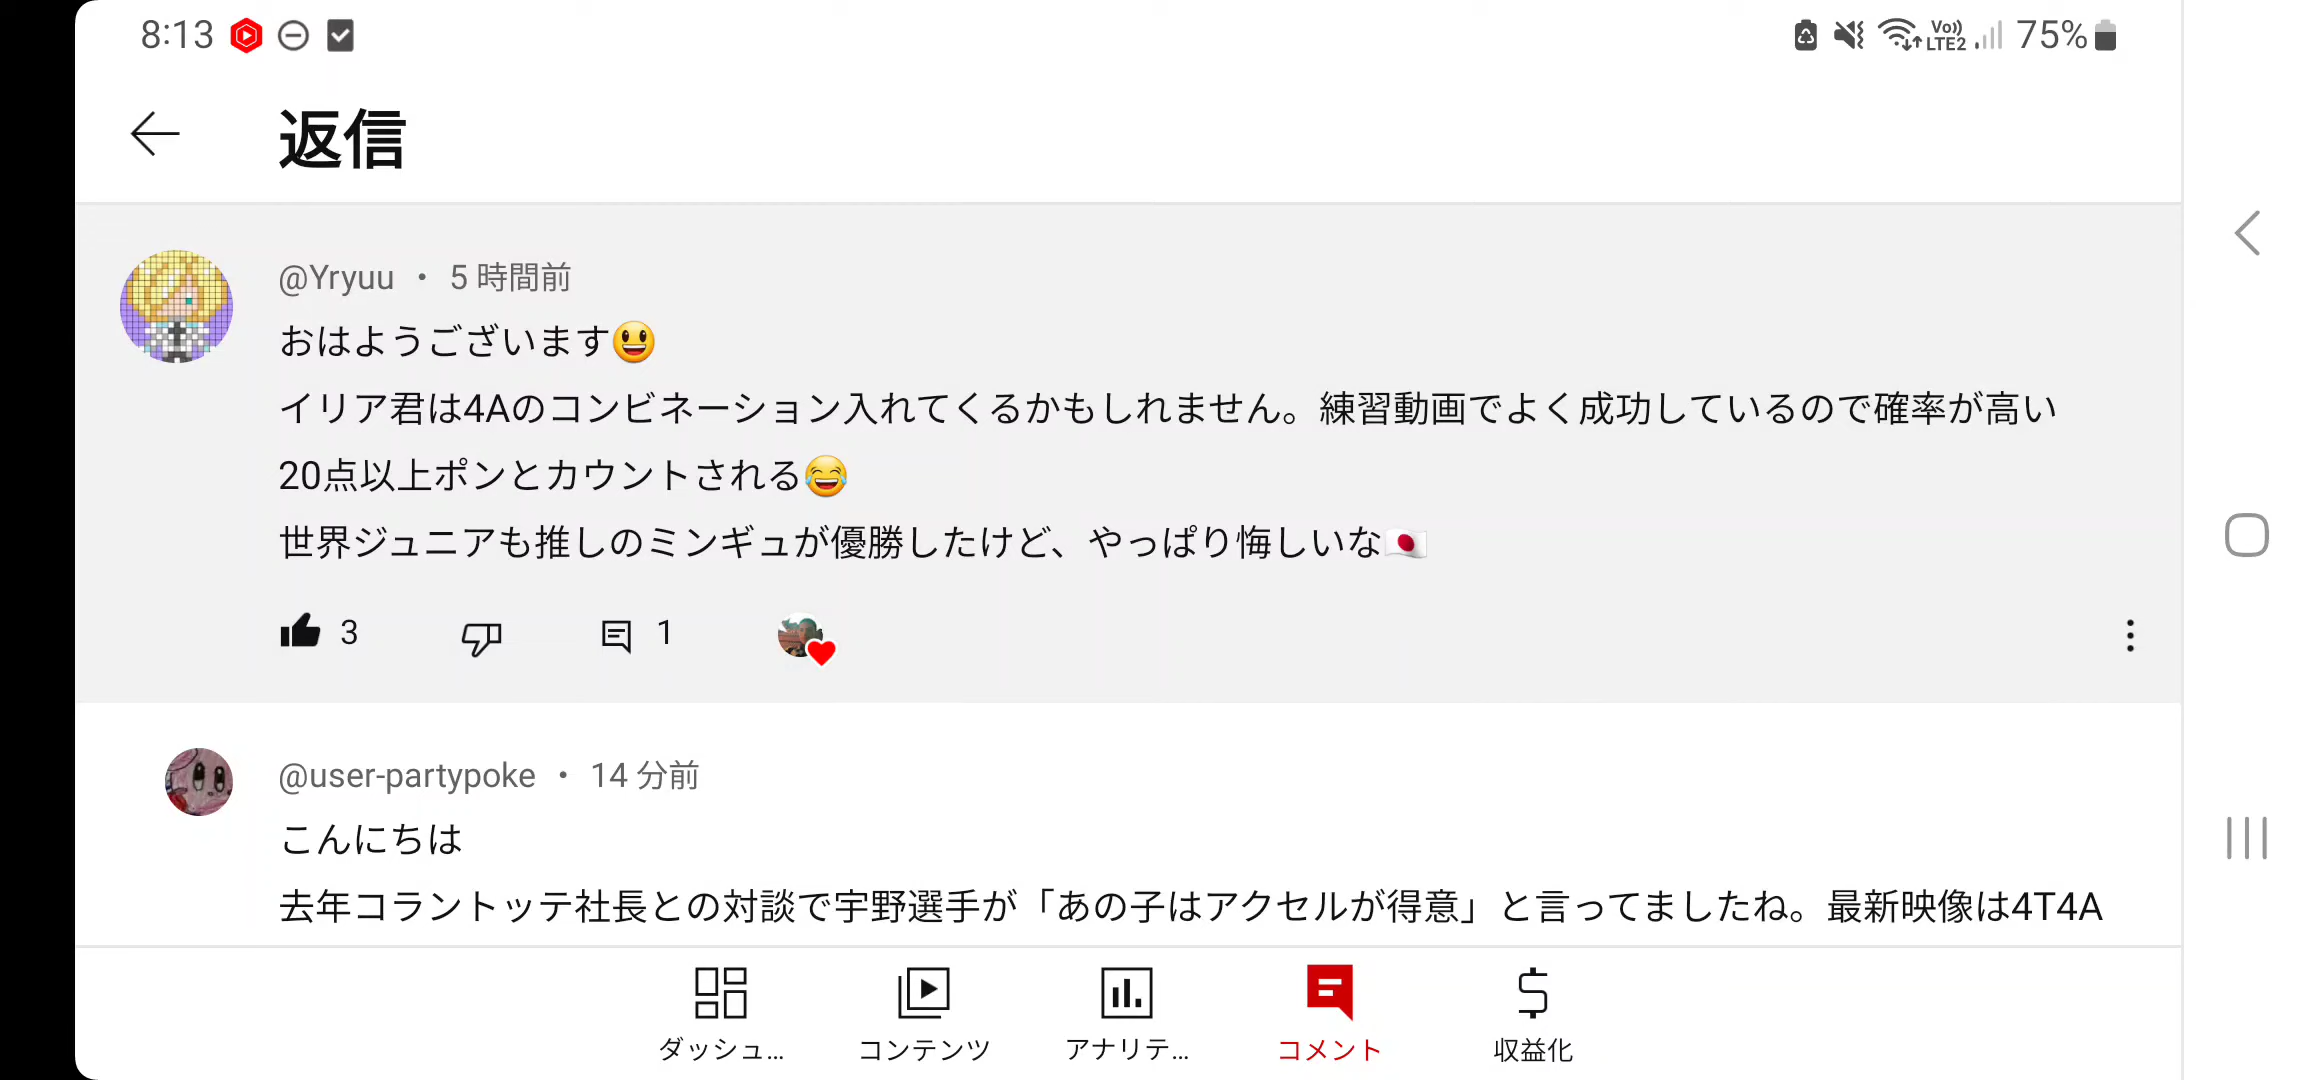 8:13
Vo)) LTE2 75%
返信
@Yryuu • 5 時間前
おはようございます😃
イリア君は4Aのコンビネーション入れてくるかもしれません。練習動画でよく成功しているので確率が高い
20点以上ポンとカウントされる😂
世界ジュニアも推しのミンギュが優勝したけど、やっぱり悔しいな🇯🇵
3 1
@user-partypoke • 14 分前
こんにちは
去年コラントッテ社長との対談で宇野選手が「あの子はアクセルが得意」と言ってましたね。最新映像は4T4A
ダッシュ... コンテンツ アナリテ... コメント 収益化